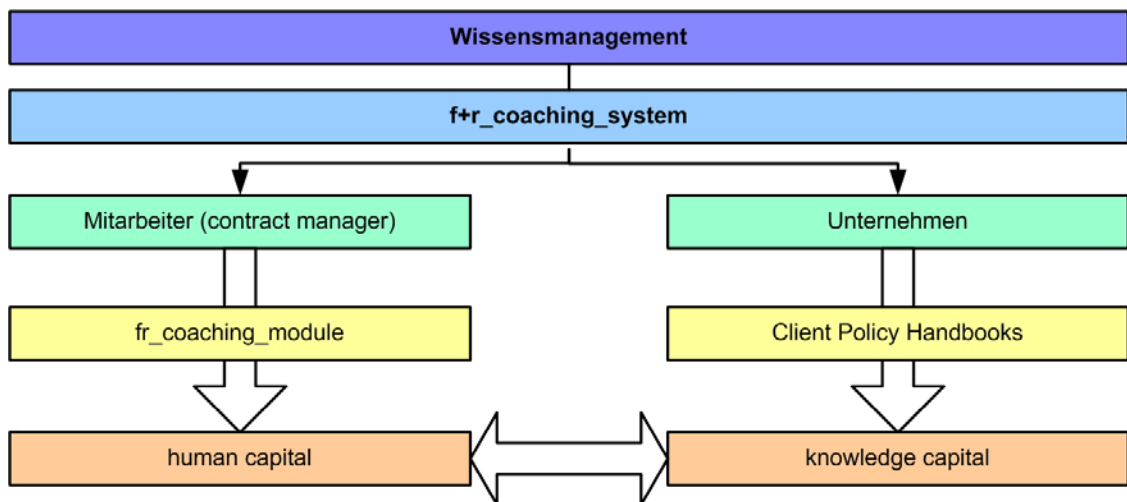 Wissensmanagement
f+r_coaching_system
Mitarbeiter (contract manager)
Unternehmen
fr_coaching_module
Client Policy Handbooks
human capital
knowledge capital